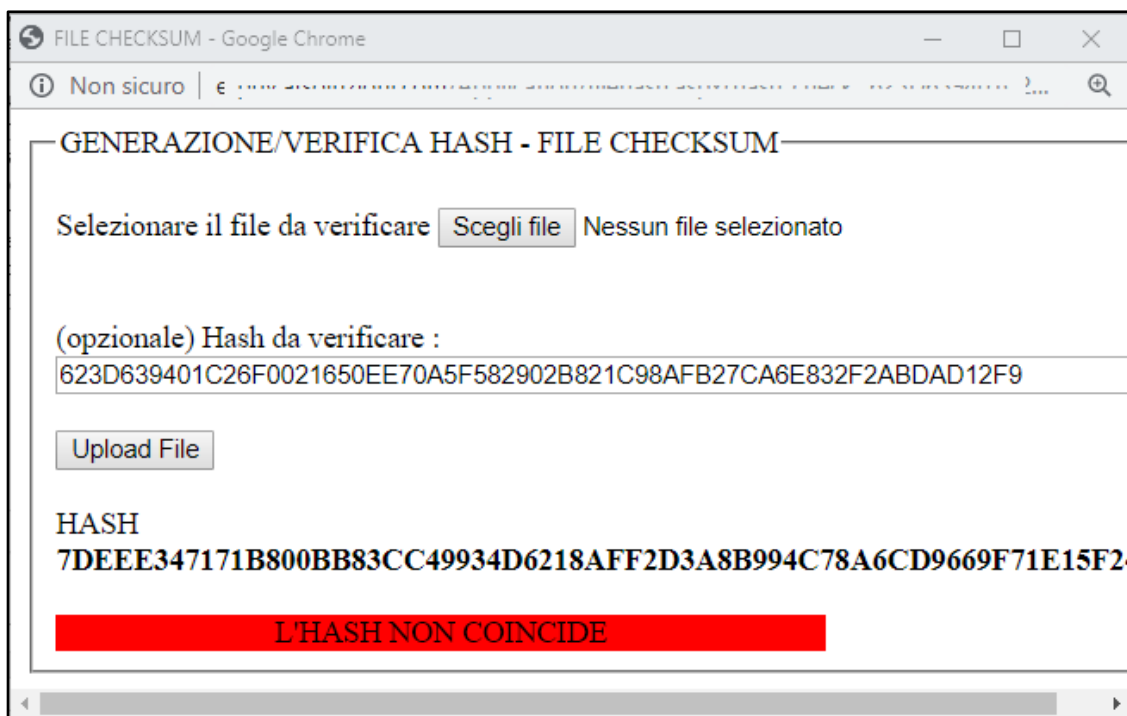 FILE CHECKSUM - Google Chrome
Non sicuro
GENERAZIONE/VERIFICA HASH - FILE CHECKSUM
Selezionare il file da verificare Scegli file Nessun file selezionato
(opzionale) Hash da verificare :
623D639401C26F0021650EE70A5F582902B821C98AFB27CA6E832F2ABDAD12F9
Upload File
HASH
7DEEE347171B800BB83CC49934D6218AFF2D3A8B994C78A6CD9669F71E15F24
L'HASH NON COINCIDE